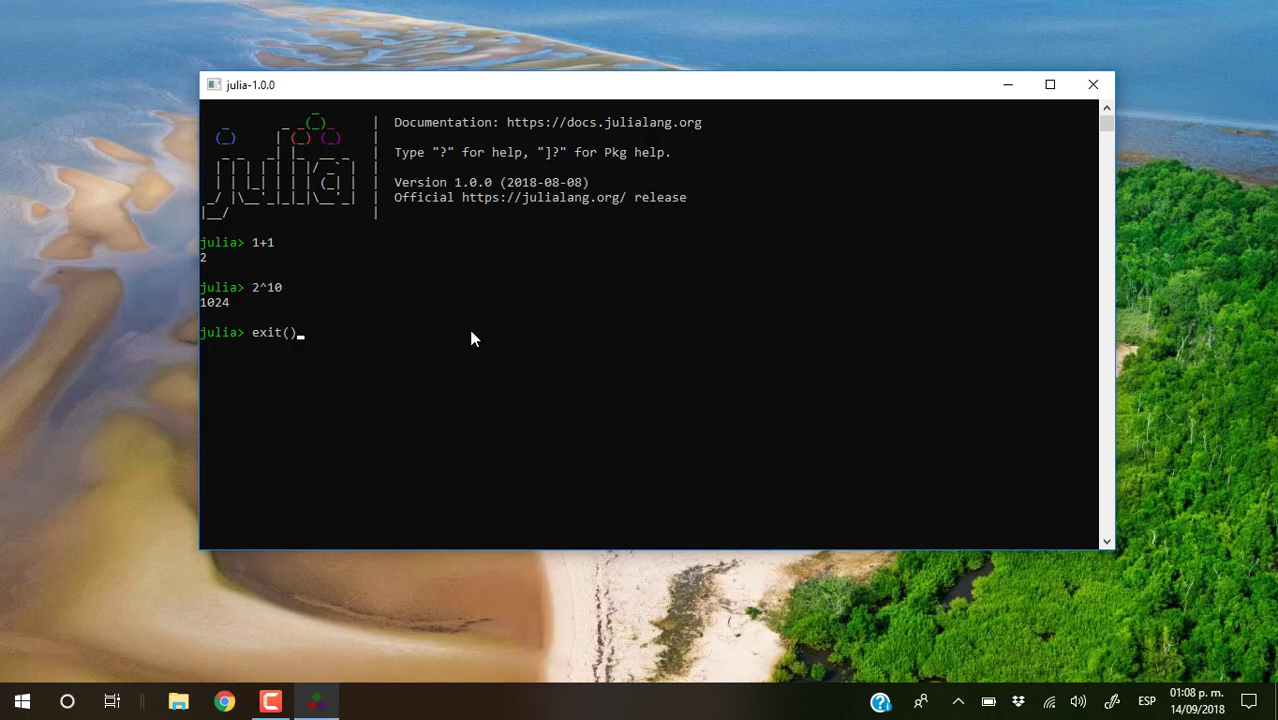 julia-1.0.0
Documentation: https://docs.julialang.org
Type "?" for help, "]?" for Pkg help.
Version 1.0.0 (2018-08-08)
Official https://julialang.org/ release
julia> 1+1
2
julia> 2^10
1024
julia> exit()
ESP
01:08 p. m.
14/09/2018